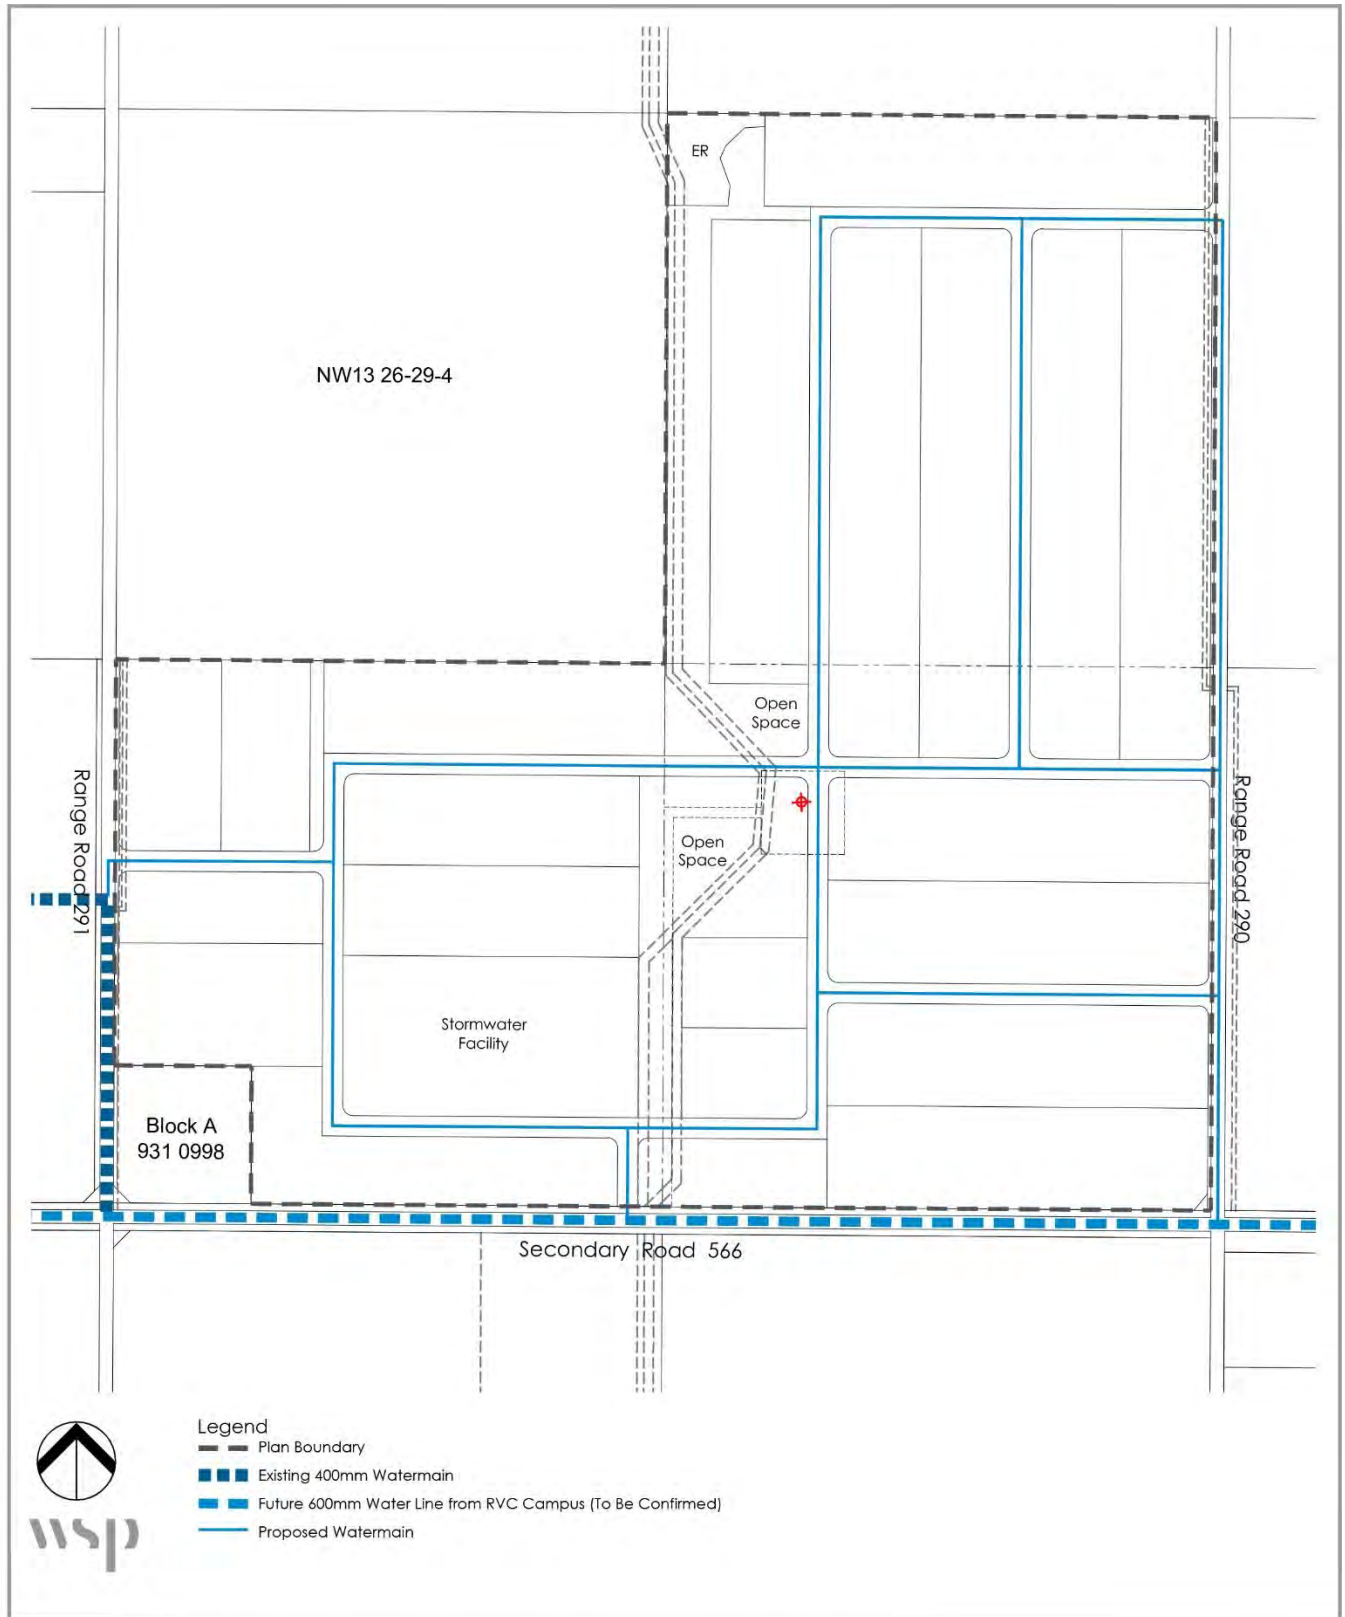 ER
NW13 26-29-4
Open
Space
Range Road 291
Open
Space
Range Road 290
Stormwater
Facility
Block A
931 0998
Secondary Road 566
Legend
Plan Boundary
Existing 400mm Watermain
Future 600mm Water Line from RVC Campus (To Be Confirmed)
Proposed Watermain
wsp